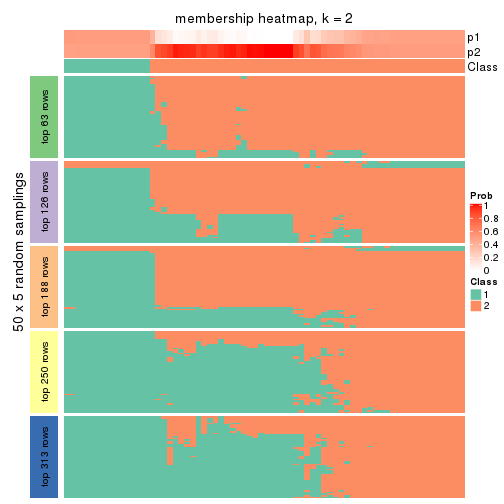 membership heatmap, k = 2
p1
p2
Class
50 x 5 random samplings
top 63 rows
top 126 rows
top 188 rows
top 250 rows
top 313 rows
Prob
1
0.8
0.6
0.4
0.2
0
Class
1
2